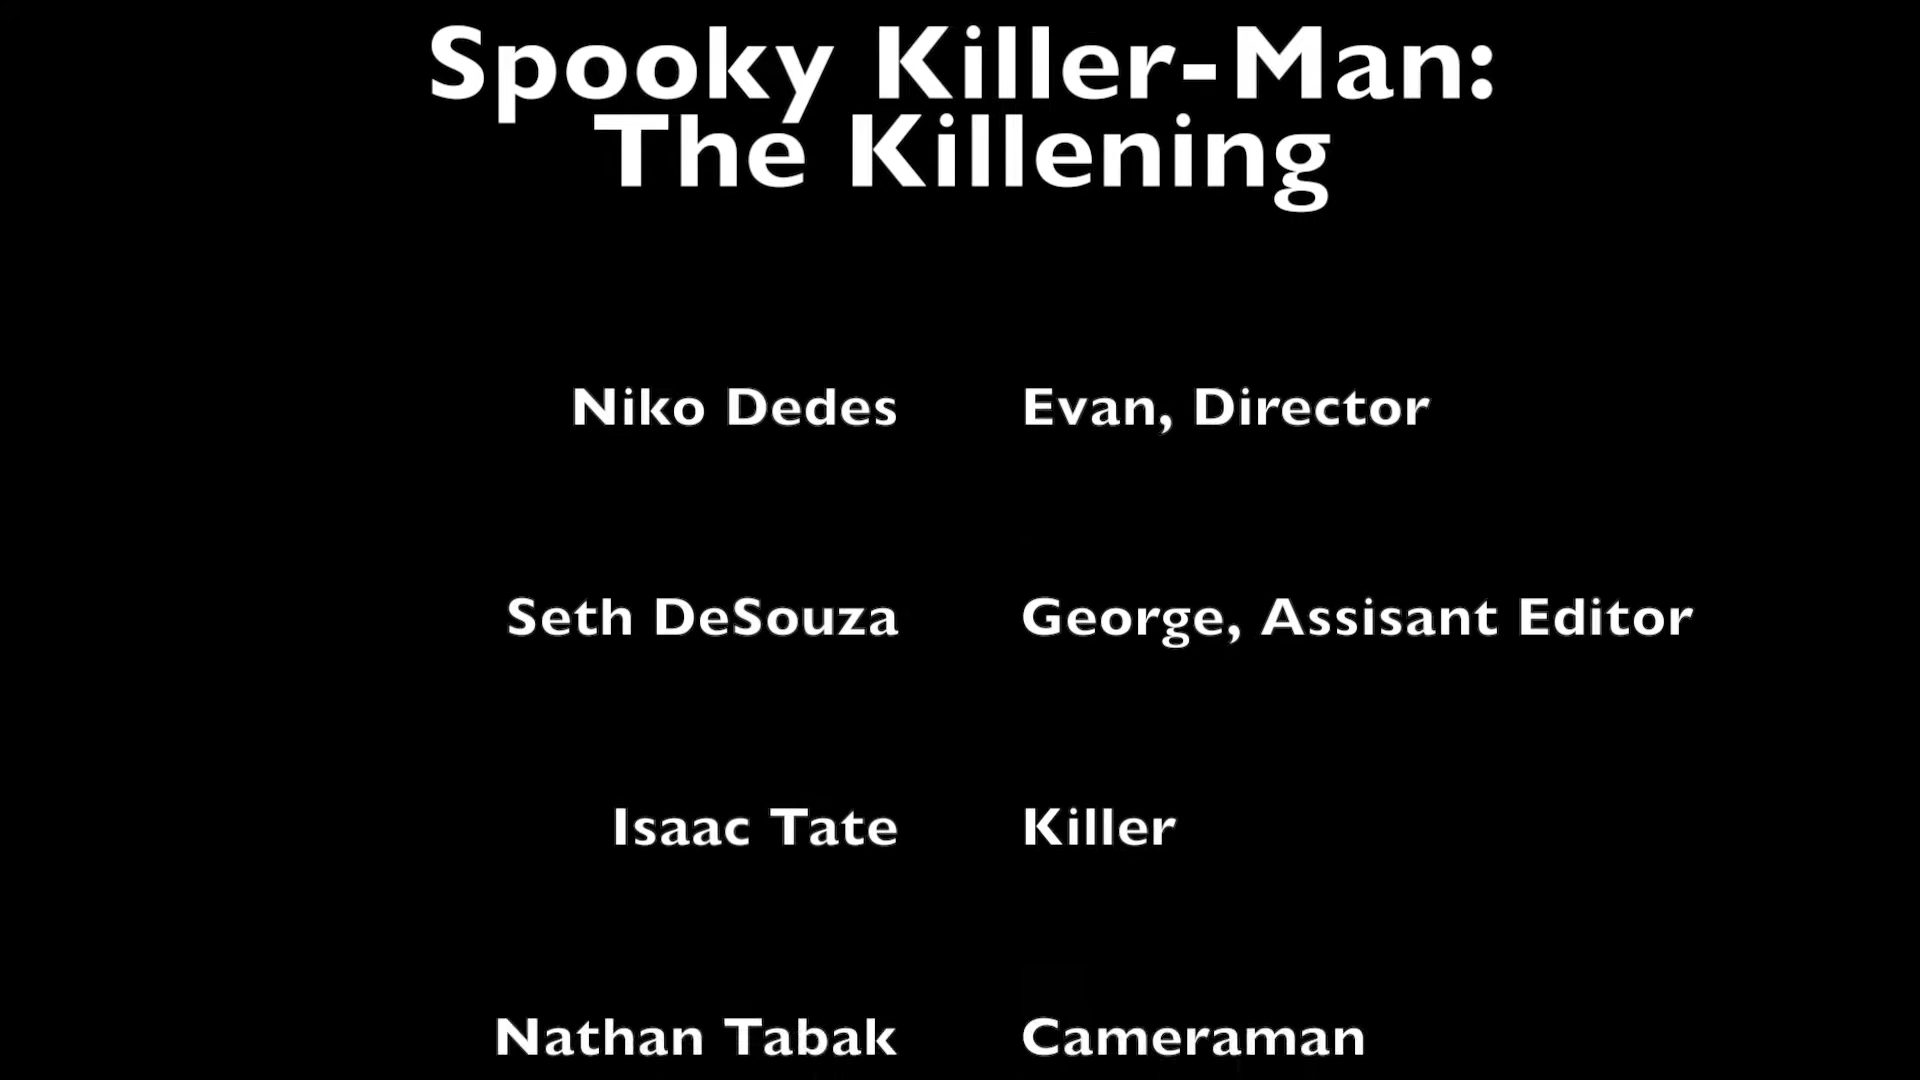 Spooky Killer-Man:
The Killening
Niko Dedes Evan, Director
Seth DeSouza George, Assisant Editor
Isaac Tate Killer
Nathan Tabak Cameraman